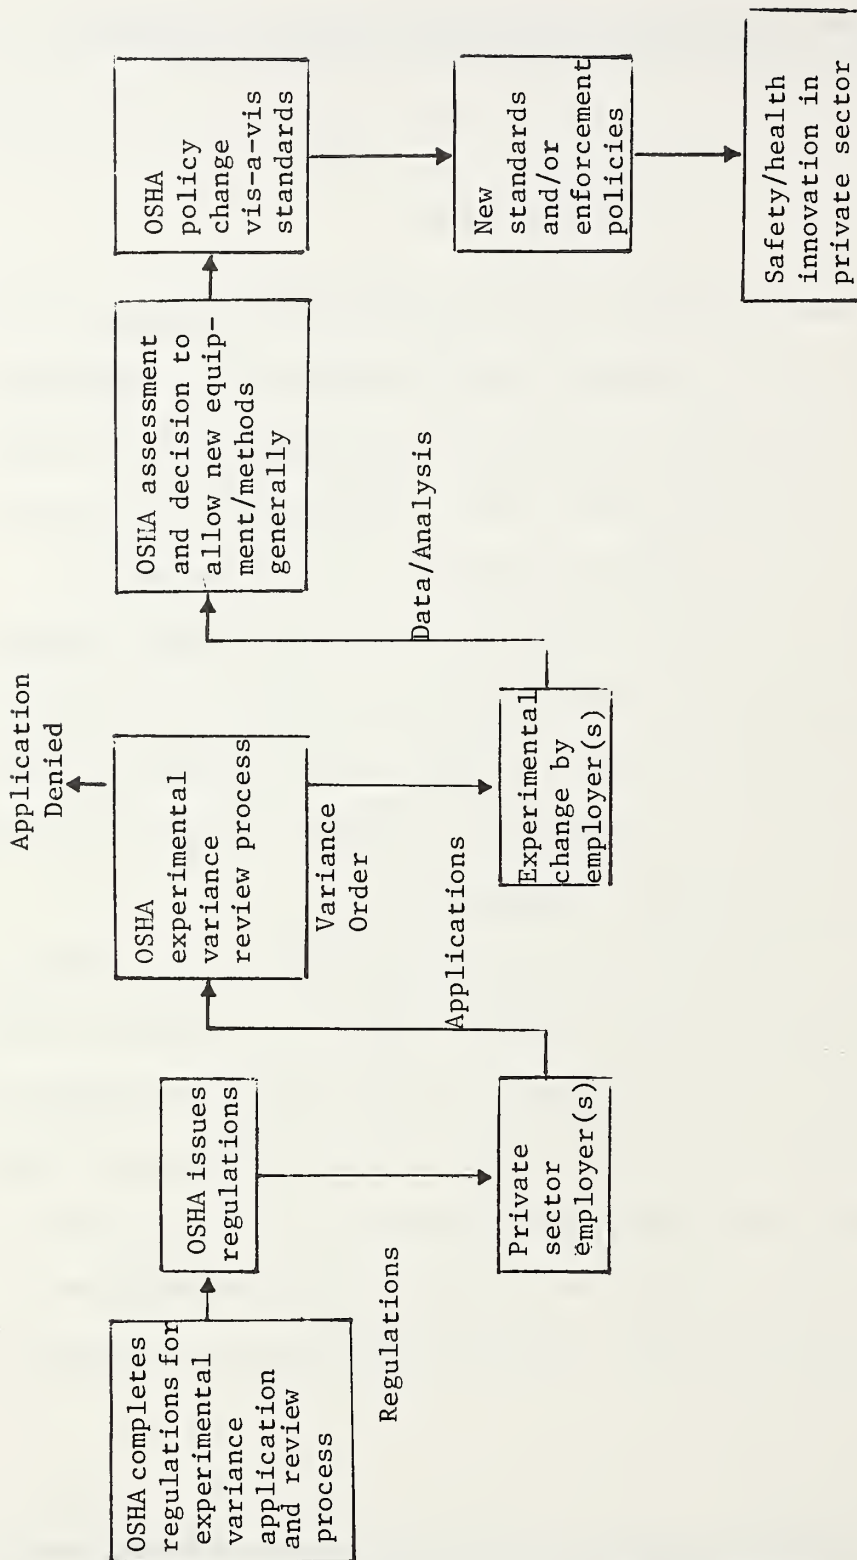 OSHA completes
regulations for
experimental
variance
application
and review
process
Regulations
OSHA issues
regulations
Private
sector
employer(s)
Applications
Application
Denied
OSHA
experimental
variance
review process
Variance
Order
Experimental
change by
employer(s)
Data/Analysis
OSHA assessment
and decision to
allow new equip-
ment/methods
generally
OSHA
policy
change
vis-a-vis
standards
New
standards
and/or
enforcement
policies
Safety/health
innovation in
private sector